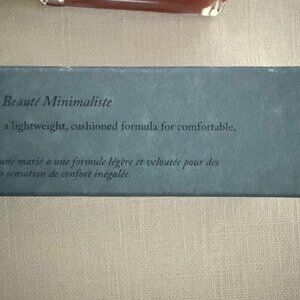 Beauté Minimaliste
a lightweight, cushioned formula for comfortable,
ane marié à une formule légère et veloutée pour des
sensation de confort inégalée.